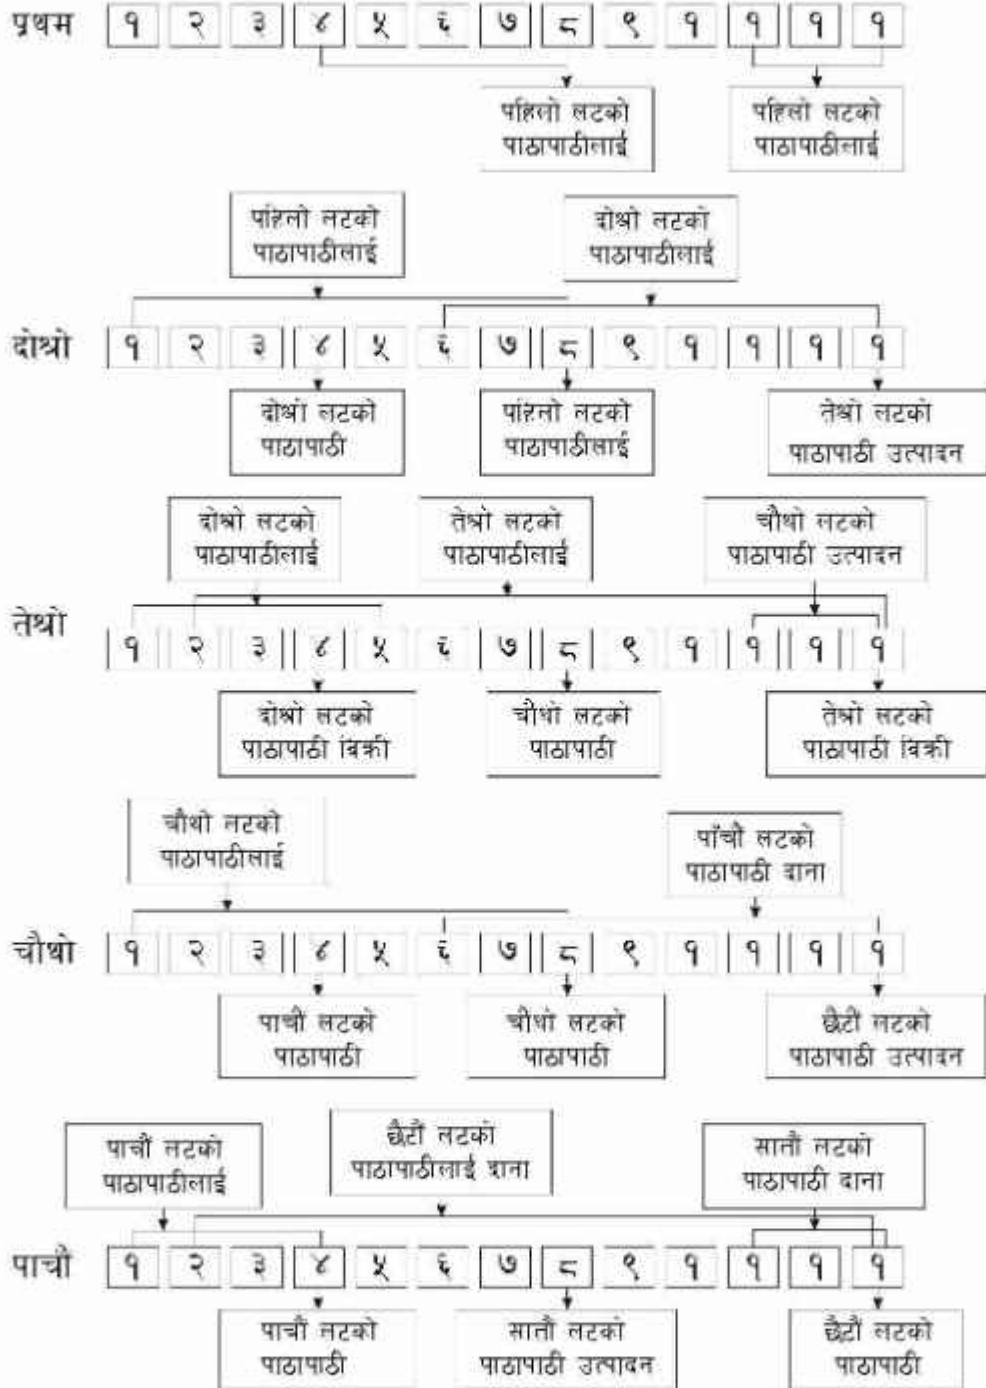 प्रथम १ २ ३ ४ ५ ६ ७ ८ ९ १ १ १ १
पहिलो लटको
पाठापाठीलाई
पहिलो लटको
पाठापाठीलाई
पहिलो लटको
पाठापाठीलाई
दोश्रो लटको
पाठापाठीलाई
दोश्रो १ २ ३ ४ ५ ६ ७ ८ ९ १ १ १ १
दोश्रो लटको
पाठापाठी
पहिलो लटको
पाठापाठीलाई
तेश्रो लटको
पाठापाठी उत्पादन
दोश्रो लटको
पाठापाठीलाई
तेश्रो लटको
पाठापाठीलाई
चौथो लटको
पाठापाठी उत्पादन
तेश्रो १ २ ३ ४ ५ ६ ७ ८ ९ १ १ १ १
दोश्रो लटको
पाठापाठी बिक्री
चौथो लटको
पाठापाठी
तेश्रो लटको
पाठापाठी बिक्री
चौथो लटको
पाठापाठीलाई
पाँचौ लटको
पाठापाठी दाना
चौथो १ २ ३ ४ ५ ६ ७ ८ ९ १ १ १ १
पाचौ लटको
पाठापाठी
चौथो लटको
पाठापाठी
छैटौं लटको
पाठापाठी उत्पादन
पाचौं लटको
पाठापाठीलाई
छैटौं लटको
पाठापाठीलाई दाना
सातौ लटको
पाठापाठी दाना
पाचौ १ २ ३ ४ ५ ६ ७ ८ ९ १ १ १ १
पाचौ लटको
पाठापाठी
सातौ लटको
पाठापाठी उत्पादन
छैटौं लटको
पाठापाठी